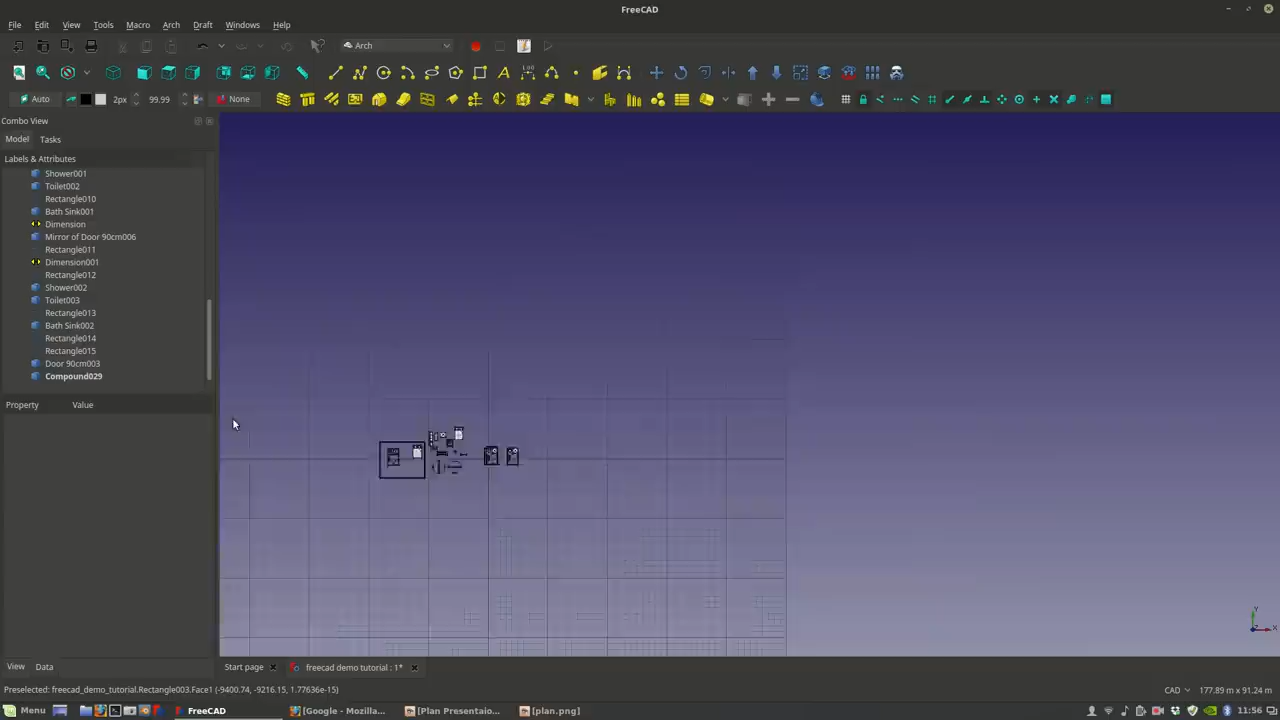 FreeCAD
File Edit View Tools Macro Arch Draft Windows Help
Arch
Auto 2px 99.99 None
Combo View
Model Tasks
Labels & Attributes
Shower001
Toilet002
Rectangle010
Bath Sink001
Dimension
Mirror of Door 90cm006
Rectangle011
Dimension001
Rectangle012
Shower002
Toilet003
Rectangle013
Bath Sink002
Rectangle014
Rectangle015
Door 90cm003
Compound029
Property Value
Y
X
View Data
Start page freecad demo tutorial : 1*
Preselected: freecad_demo_tutorial.Rectangle003.Face1 (-9400.74, -9216.15, 1.77636e-15)
CAD 177.89 m x 91.24 m
Menu FreeCAD [Google - Mozilla... [Plan Presentaio... [plan.png] 11:56